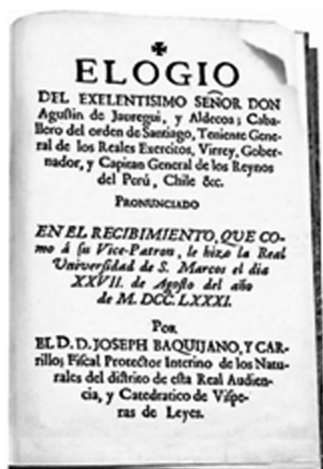 ELOGIO
DEL EXELENTISIMO SEÑOR DON
Agustin de Jauregui, y Aldecoa; Caba-
llero del orden de Santiago, Teniente Gene-
ral de los Reales Exercitos, Virrey, Gober-
nador, y Capitan General de los Reynos
del Perú, Chile &c.
PRONUNCIADO
EN EL RECIBIMIENTO, QUE CO-
mo á su Vice-Patron, le hizo la Real
Universidad de S. Marcos el dia
XXVII. de Agosto del año
de M. DCC. LXXXI.
POR
EL D. D. JOSEPH BAQUIJANO, Y CAR-
rillo; Fiscal Protector Interino de los Natu-
rales del distrito de esta Real Audien-
cia, y Catedratico de Vispe-
ras de Leyes.